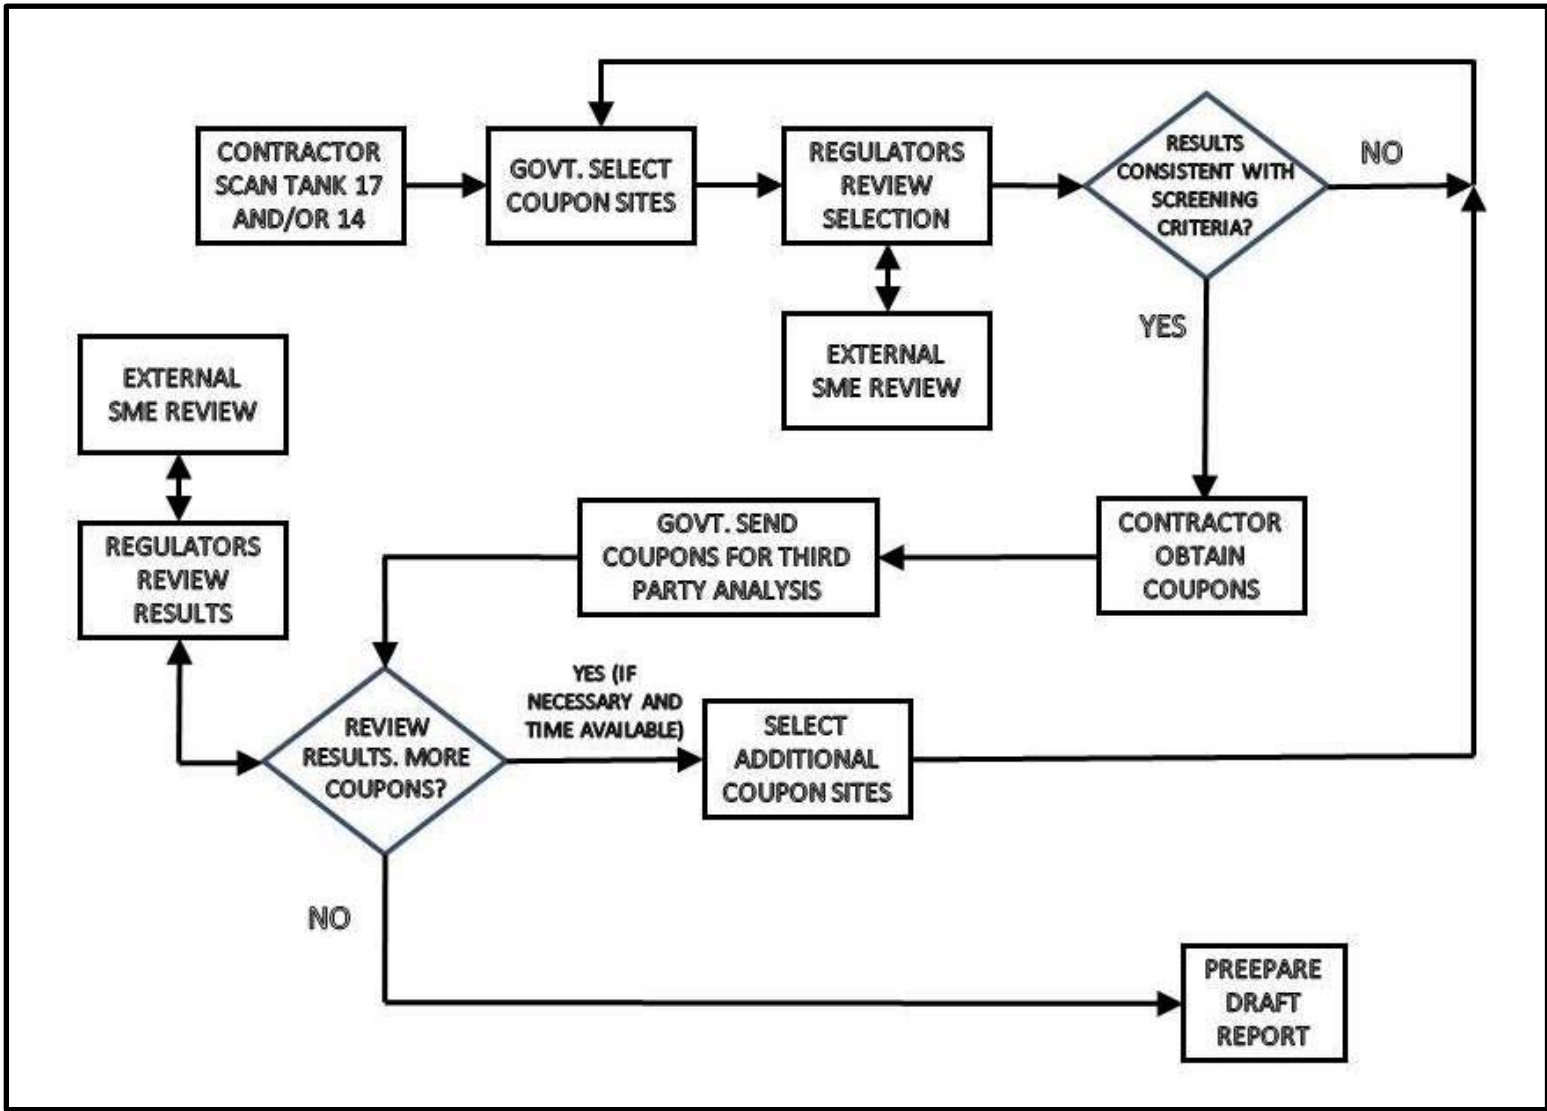 CONTRACTOR
SCAN TANK 17
AND/OR 14
GOVT. SELECT
COUPON SITES
REGULATORS
REVIEW
SELECTION
RESULTS
CONSISTENT WITH
SCREENING
CRITERIA?
NO
YES
EXTERNAL
SME REVIEW
EXTERNAL
SME REVIEW
REGULATORS
REVIEW
RESULTS
GOVT. SEND
COUPONS FOR THIRD
PARTY ANALYSIS
CONTRACTOR
OBTAIN
COUPONS
REVIEW
RESULTS. MORE
COUPONS?
YES (IF
NECESSARY AND
TIME AVAILABLE)
SELECT
ADDITIONAL
COUPON SITES
NO
PREEPARE
DRAFT
REPORT